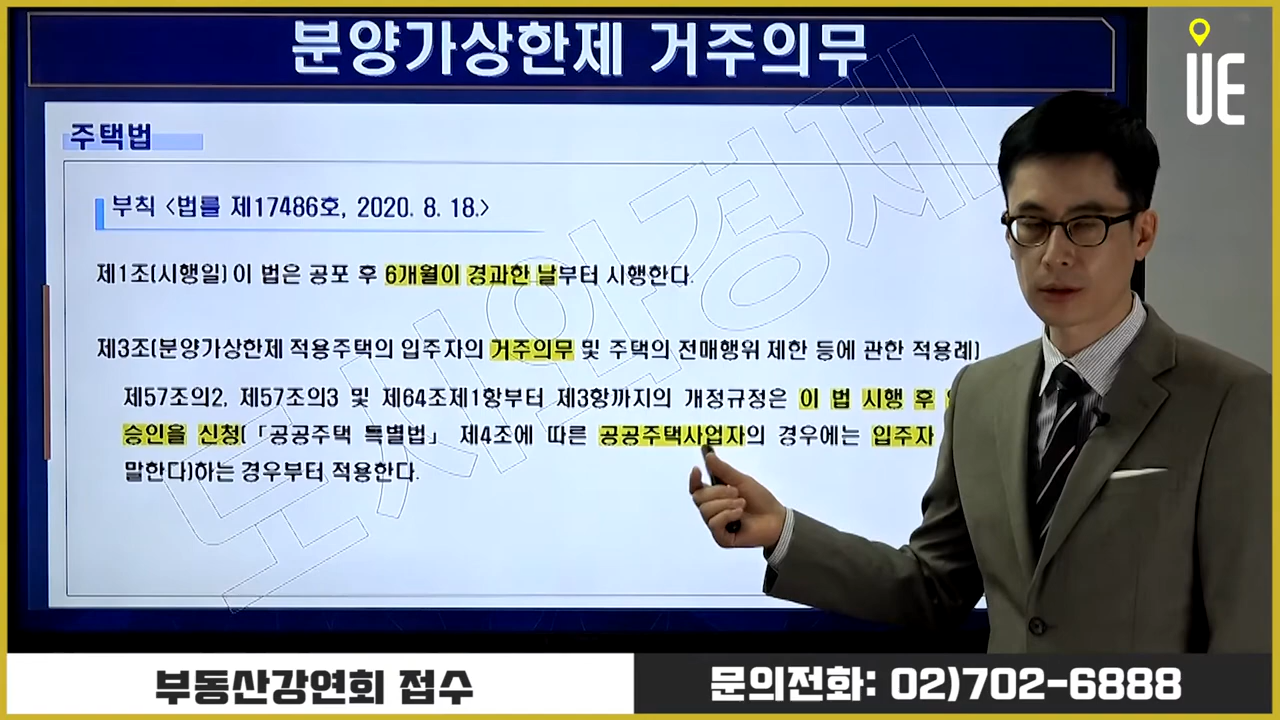 분양가상한제 거주의무
UE
주택법
부칙 <법률 제17486호, 2020. 8. 18.>
제1조(시행일) 이 법은 공포 후 6개월이 경과한 날부터 시행한다.
제3조(분양가상한제 적용주택의 입주자의 거주의무 및 주택의 전매행위 제한 등에 관한 적용례)
제57조의2, 제57조의3 및 제64조제1항부터 제3항까지의 개정규정은 이 법 시행 후
승인을 신청(「공공주택 특별법」 제4조에 따른 공공주택사업자의 경우에는 입주자
말한다)하는 경우부터 적용한다.
도시와경제
부동산강연회 접수
문의전화: 02)702-6888